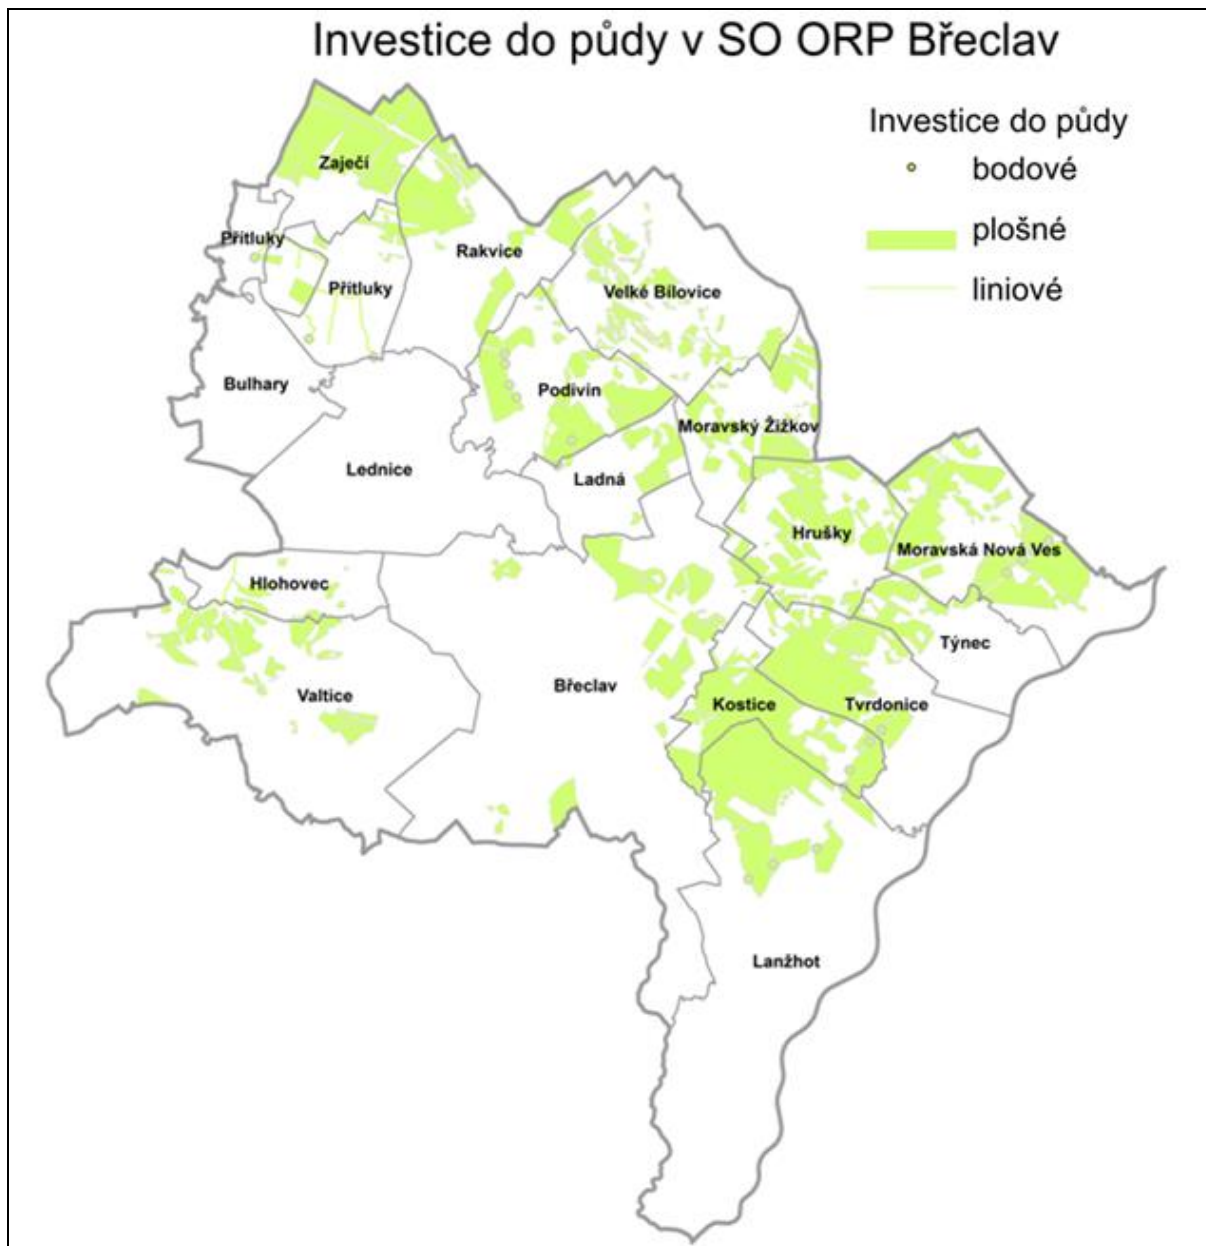 Investice do půdy v SO ORP Břeclav
Investice do půdy
bodové
plošné
liniové
Zaječí
Přítluky
Rakvice
Přítluky
Velké Bílovice
Bulhary
Podivín
Moravský Žižkov
Lednice
Ladná
Hrušky
Moravská Nová Ves
Hlohovec
Týnec
Valtice
Břeclav
Kostice
Tvrdonice
Lanžhot